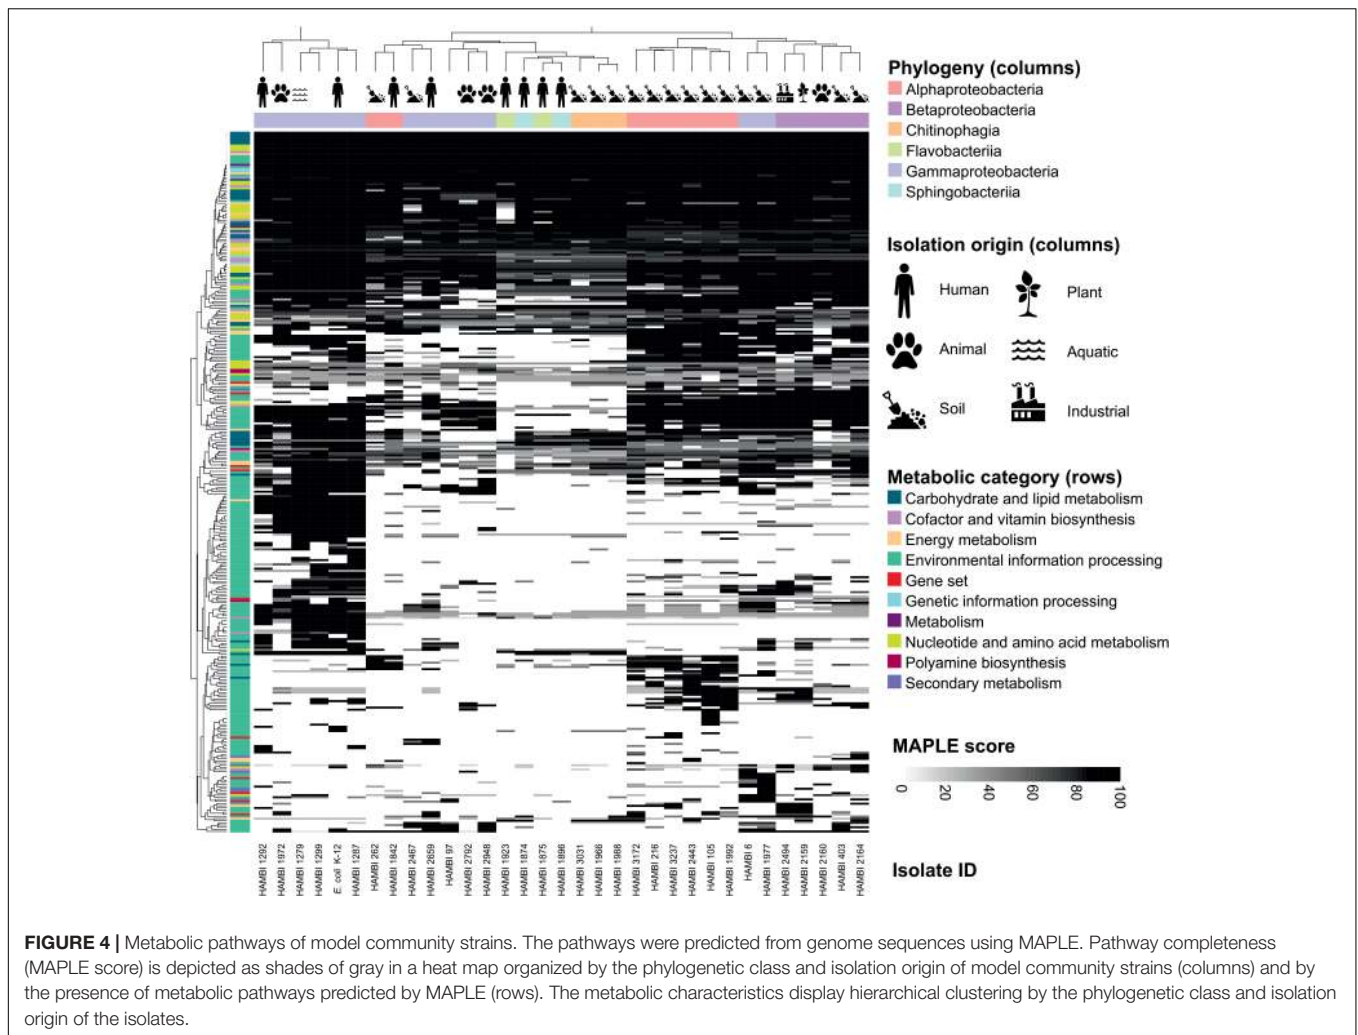 Phylogeny (columns)
Alphaproteobacteria
Betaproteobacteria
Chitinophagia
Flavobacteriia
Gammaproteobacteria
Sphingobacteriia
Isolation origin (columns)
Human
Plant
Animal
Aquatic
Soil
Industrial
Metabolic category (rows)
Carbohydrate and lipid metabolism
Cofactor and vitamin biosynthesis
Energy metabolism
Environmental information processing
Gene set
Genetic information processing
Metabolism
Nucleotide and amino acid metabolism
Polyamine biosynthesis
Secondary metabolism
MAPLE score
0
20
40
60
80
100
HAMBI 1292
HAMBI 1972
HAMBI 1279
HAMBI 1299
E. coli K-12
HAMBI 1287
HAMBI 262
HAMBI 1842
HAMBI 2467
HAMBI 2659
HAMBI 97
HAMBI 2792
HAMBI 2948
HAMBI 1923
HAMBI 1874
HAMBI 1875
HAMBI 1896
HAMBI 3031
HAMBI 1966
HAMBI 1988
HAMBI 3172
HAMBI 216
HAMBI 3237
HAMBI 2443
HAMBI 105
HAMBI 1992
HAMBI 6
HAMBI 1977
HAMBI 2494
HAMBI 2159
HAMBI 2160
HAMBI 403
HAMBI 2164
Isolate ID
FIGURE 4 | Metabolic pathways of model community strains. The pathways were predicted from genome sequences using MAPLE. Pathway completeness
(MAPLE score) is depicted as shades of gray in a heat map organized by the phylogenetic class and isolation origin of model community strains (columns) and by
the presence of metabolic pathways predicted by MAPLE (rows). The metabolic characteristics display hierarchical clustering by the phylogenetic class and isolation
origin of the isolates.